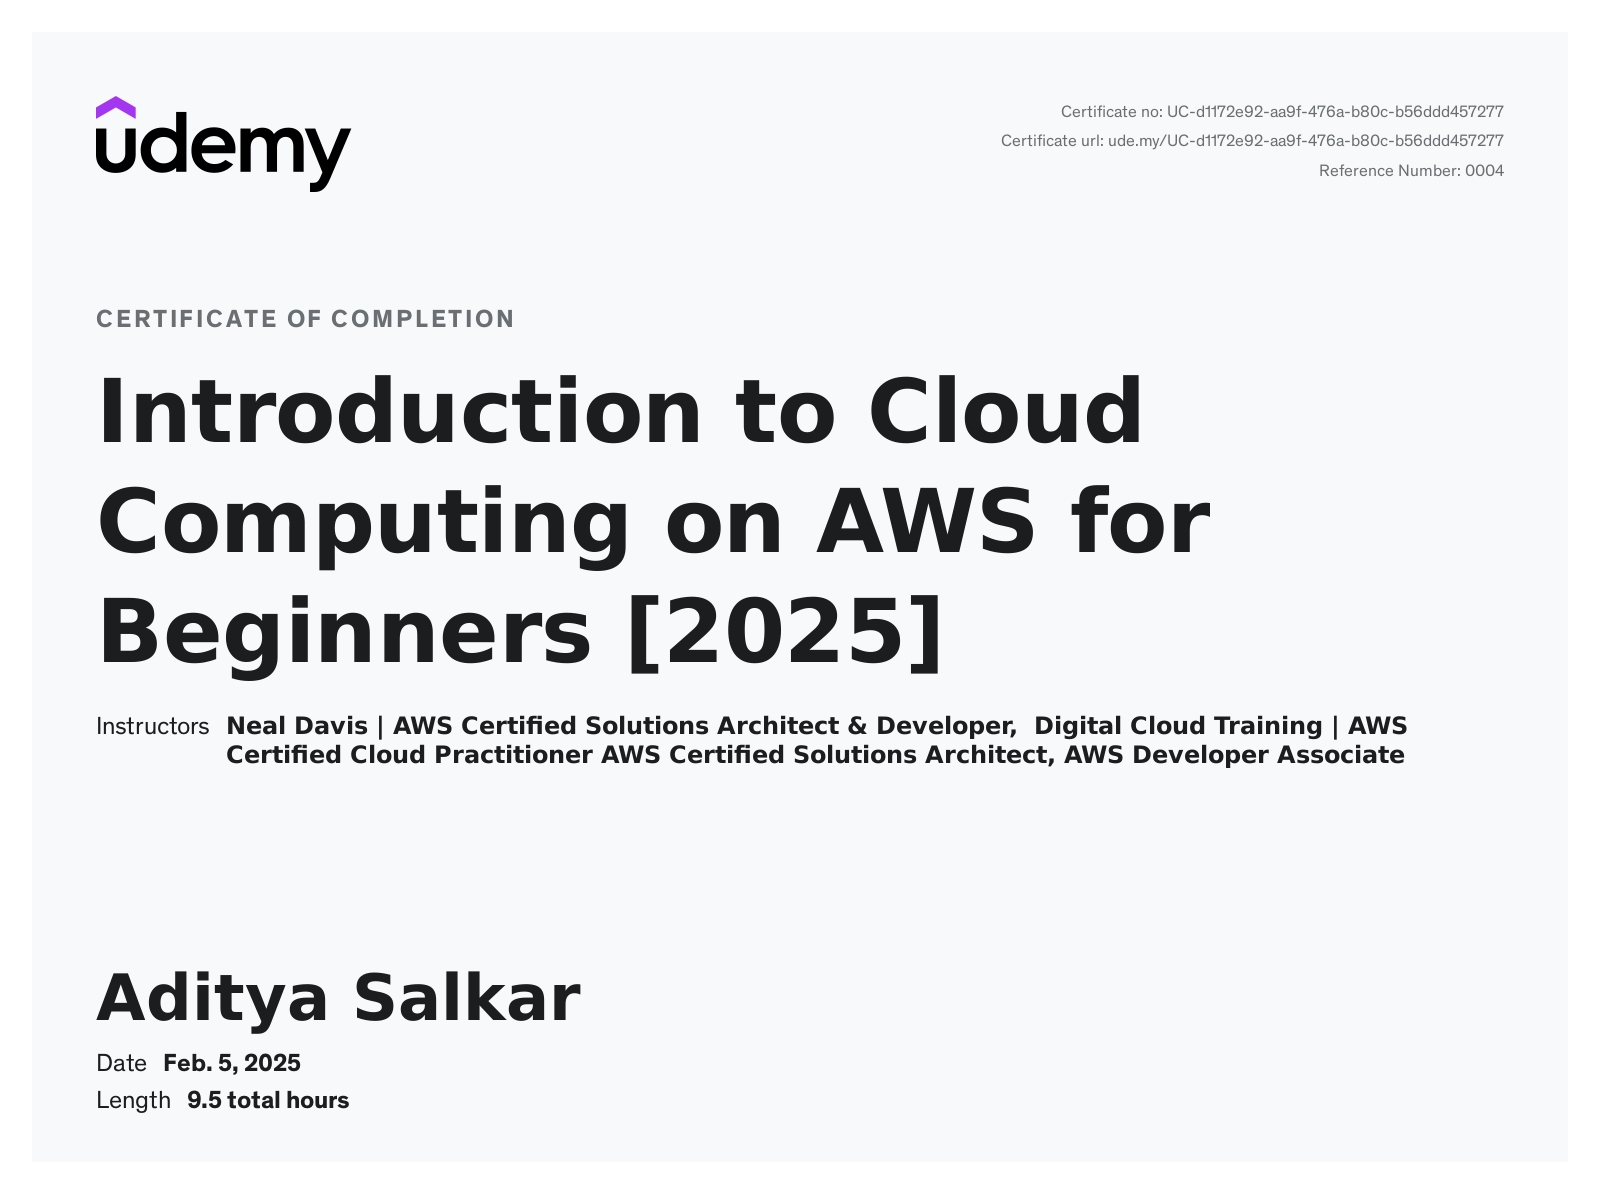 udemy
Certificate no: UC-d1172e92-aa9f-476a-b80c-b56ddd457277
Certificate url: ude.my/UC-d1172e92-aa9f-476a-b80c-b56ddd457277
Reference Number: 0004
CERTIFICATE OF COMPLETION
Introduction to Cloud
Computing on AWS for
Beginners [2025]
Instructors Neal Davis | AWS Certified Solutions Architect & Developer, Digital Cloud Training | AWS
Certified Cloud Practitioner AWS Certified Solutions Architect, AWS Developer Associate
Aditya Salkar
Date Feb. 5, 2025
Length 9.5 total hours